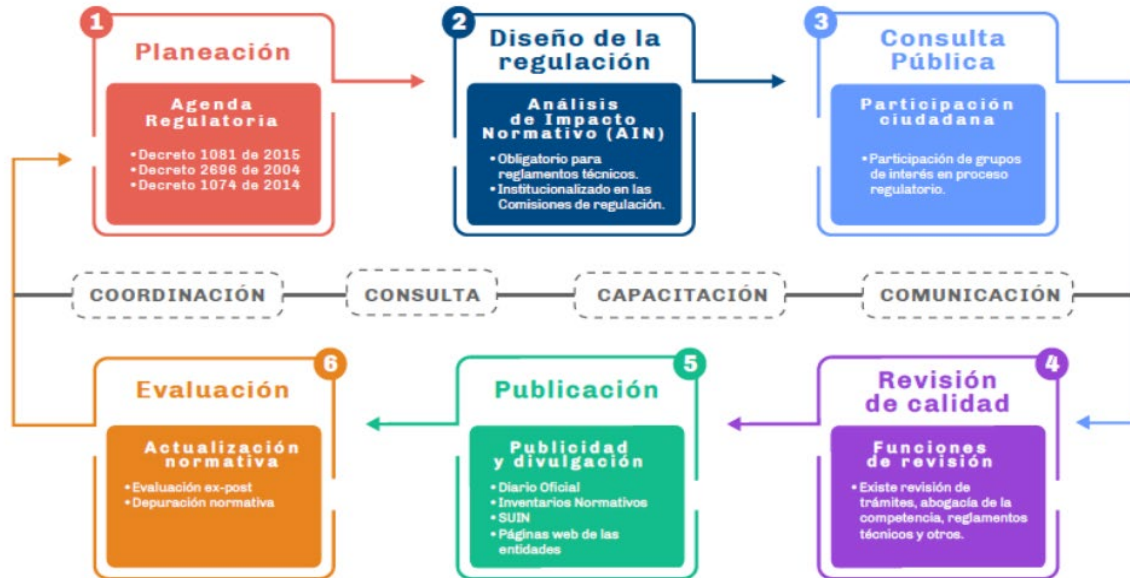 1
Planeación
Agenda
Regulatoria
•Decreto 1081 de 2015
•Decreto 2696 de 2004
•Decreto 1074 de 2014
2
Diseño de la
regulación
Análisis
de Impacto
Normativo (AIN)
•Obligatorio para
reglamentos técnicos.
•Institucionalizado en las
Comisiones de regulación.
3
Consulta
Pública
Participación
ciudadana
•Participación de grupos
de interés en proceso
regulatorio.
COORDINACIÓN
CONSULTA
CAPACITACIÓN
COMUNICACIÓN
6
Evaluación
Actualización
normativa
•Evaluación ex-post
•Depuración normativa
5
Publicación
Publicidad
y divulgación
•Diario Oficial
•Inventarios Normativos
•SUIN
•Páginas web de las
entidades
4
Revisión
de calidad
Funciones
de revisión
•Existe revisión de
trámites, abogacía de la
competencia, reglamentos
técnicos y otros.